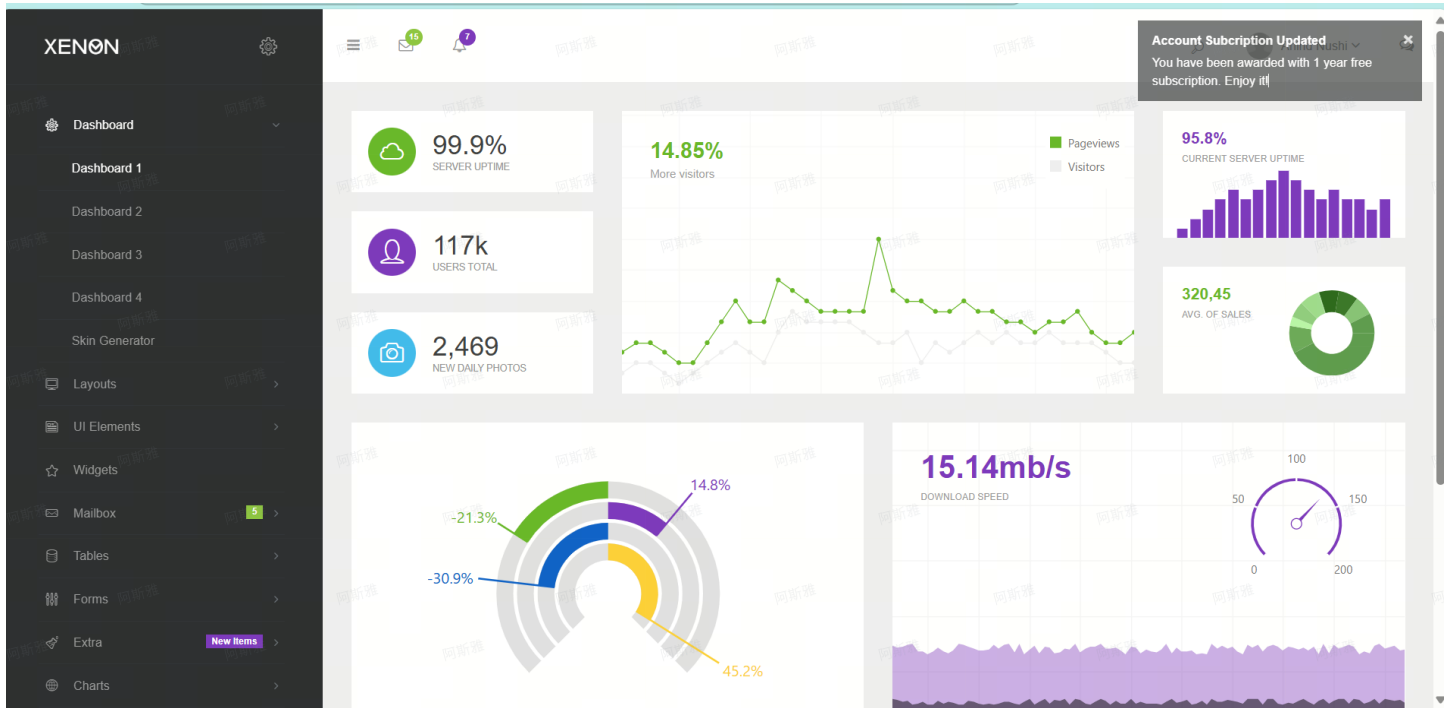 XENON
15
7
Account Subcription Updated
You have been awarded with 1 year free
subscription. Enjoy it!
Dashboard
Dashboard 1
Dashboard 2
Dashboard 3
Dashboard 4
Skin Generator
Layouts
UI Elements
Widgets
Mailbox
5
Tables
Forms
Extra
New Items
Charts
99.9%
SERVER UPTIME
117k
USERS TOTAL
2,469
NEW DAILY PHOTOS
14.85%
More visitors
Pageviews
Visitors
95.8%
CURRENT SERVER UPTIME
320,45
AVG. OF SALES
14.8%
-21.3%
-30.9%
45.2%
15.14mb/s
DOWNLOAD SPEED
0
50
100
150
200
阿斯雅